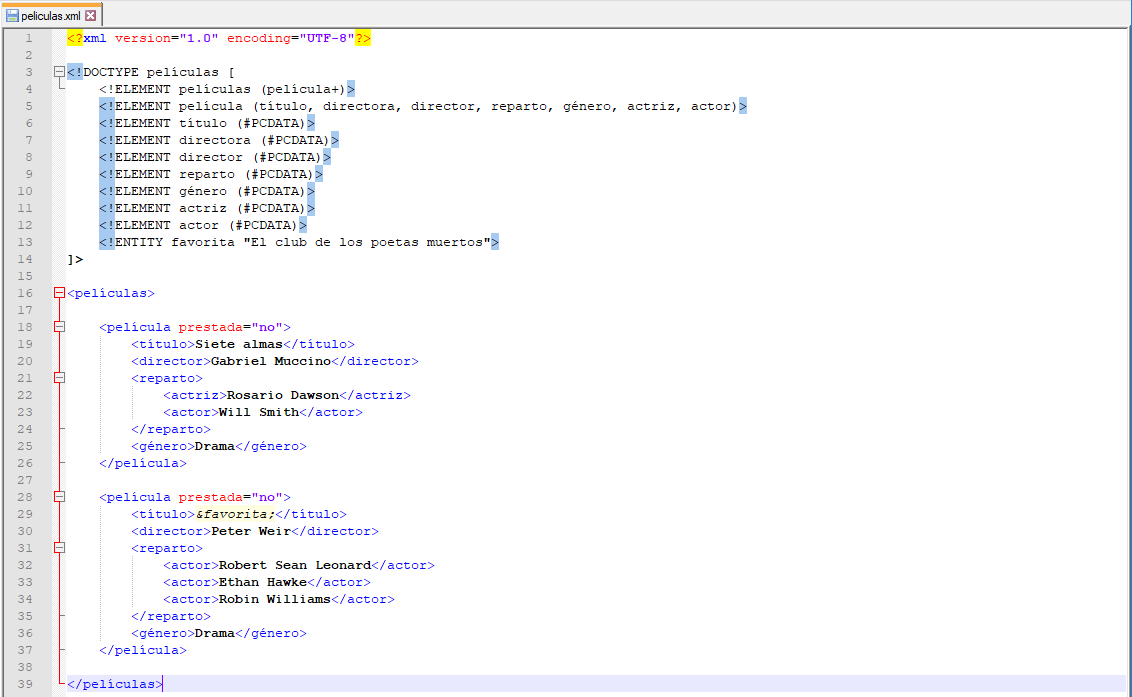 peliculas.xml
1 <?xml version="1.0" encoding="UTF-8"?>
2
3 <!DOCTYPE películas [
4 <!ELEMENT películas (película+)>
5 <!ELEMENT película (título, directora, director, reparto, género, actriz, actor)>
6 <!ELEMENT título (#PCDATA)>
7 <!ELEMENT directora (#PCDATA)>
8 <!ELEMENT director (#PCDATA)>
9 <!ELEMENT reparto (#PCDATA)>
10 <!ELEMENT género (#PCDATA)>
11 <!ELEMENT actriz (#PCDATA)>
12 <!ELEMENT actor (#PCDATA)>
13 <!ENTITY favorita "El club de los poetas muertos">
14 ]>
15
16 <películas>
17
18 <película prestada="no">
19 <título>Siete almas</título>
20 <director>Gabriel Muccino</director>
21 <reparto>
22 <actriz>Rosario Dawson</actriz>
23 <actor>Will Smith</actor>
24 </reparto>
25 <género>Drama</género>
26 </película>
27
28 <película prestada="no">
29 <título>&favorita;</título>
30 <director>Peter Weir</director>
31 <reparto>
32 <actor>Robert Sean Leonard</actor>
33 <actor>Ethan Hawke</actor>
34 <actor>Robin Williams</actor>
35 </reparto>
36 <género>Drama</género>
37 </película>
38
39 </películas>